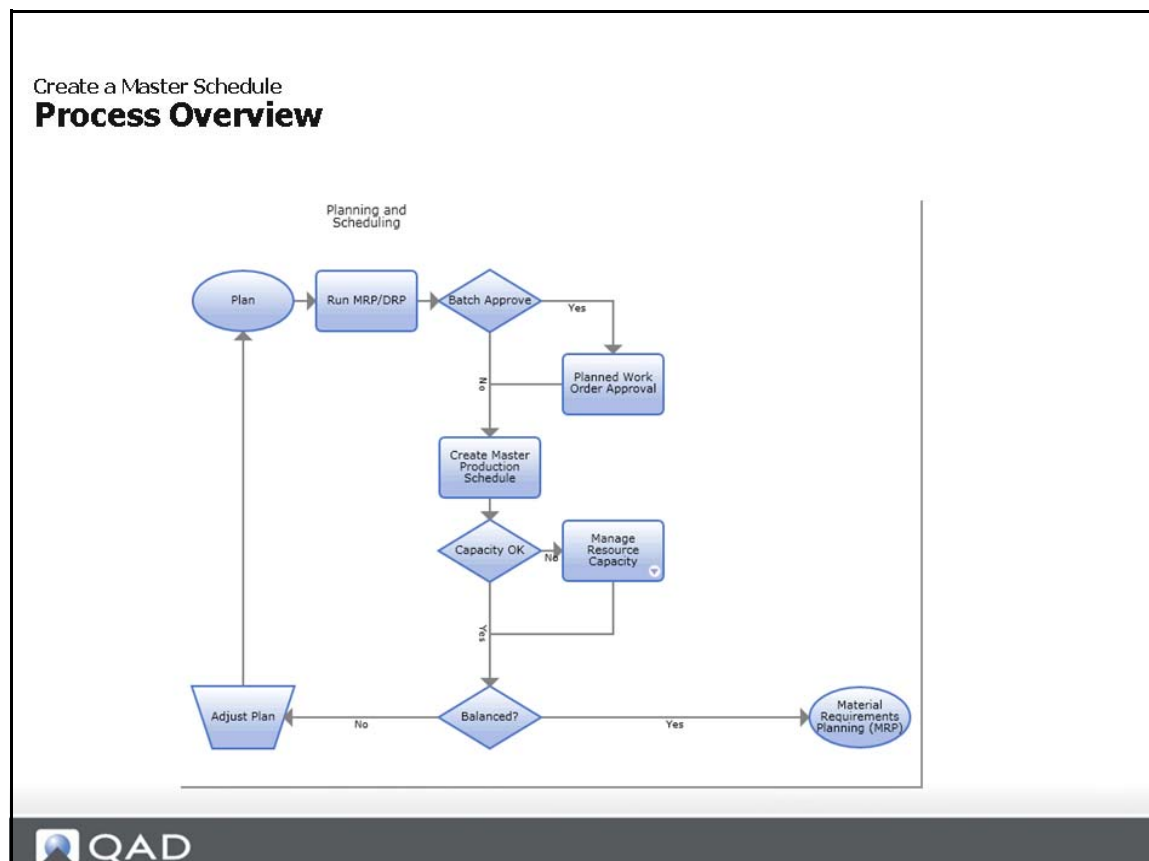 Create a Master Schedule
Process Overview
Planning and
Scheduling
Plan
Run MRP/DRP
Batch Approve
Yes
No
Planned Work
Order Approval
Create Master
Production
Schedule
Capacity OK
No
Manage
Resource
Capacity
Yes
Adjust Plan
No
Balanced?
Yes
Material
Requirements
Planning (MRP)
QAD